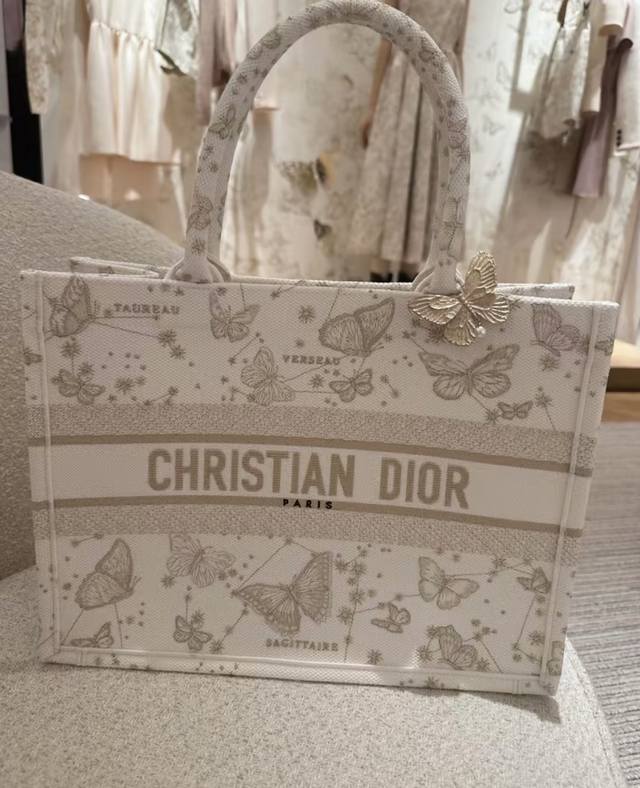 TAUREAU
VERSEAU
CHRISTIAN DIOR
PARIS
SAGITTAIRE